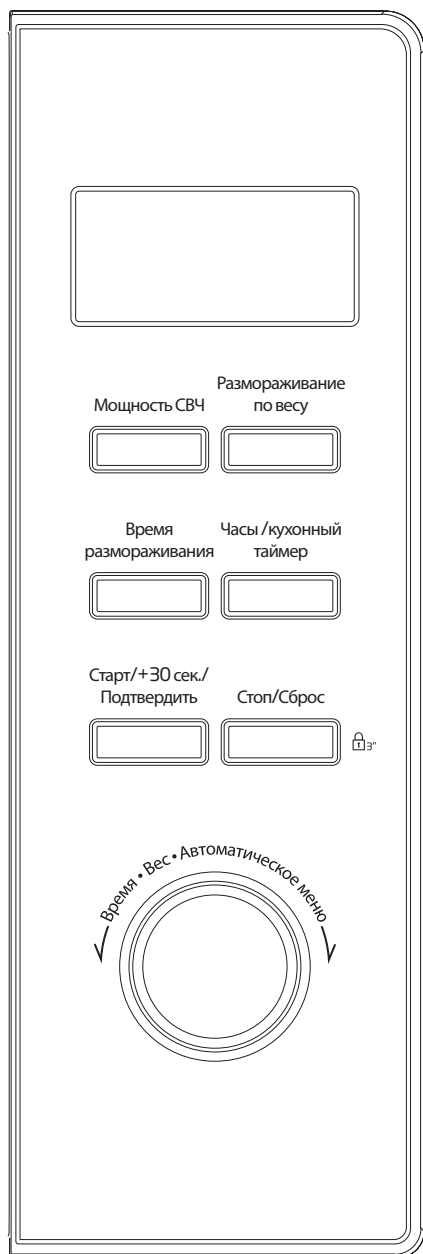 Мощность СВЧ
Размораживание
по весу
Время
размораживания
Часы /кухонный
таймер
Старт/+30 сек./
Подтвердить
Стоп/Сброс
3"
Время • Вес • Автоматическое меню